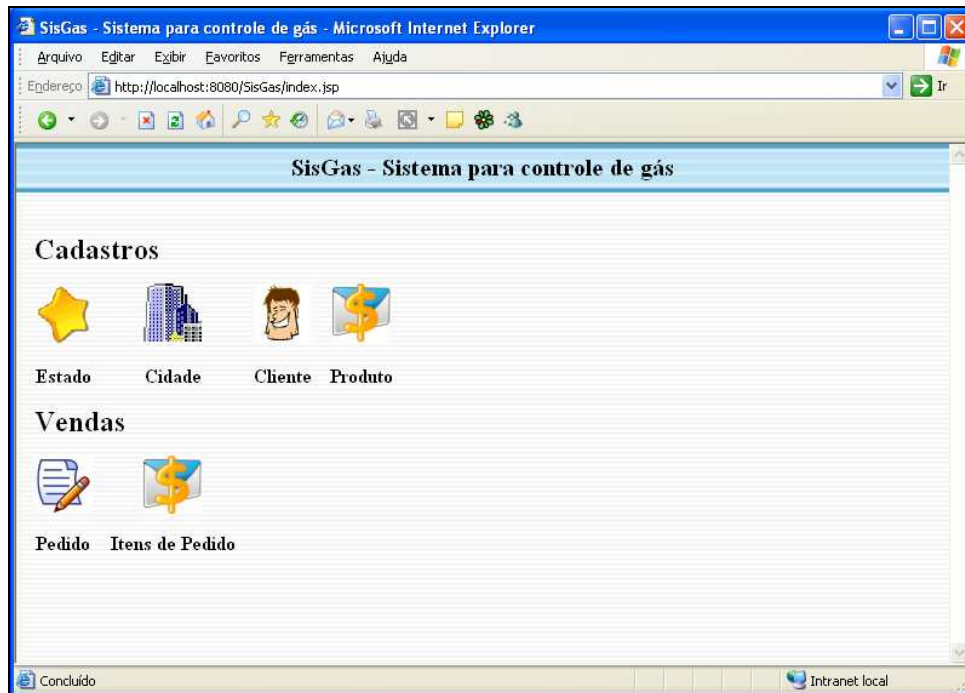 SisGas - Sistema para controle de gás - Microsoft Internet Explorer
Arquivo Editar Exibir Favoritos Ferramentas Ajuda
Endereço http://localhost:8080/SisGas/index.jsp Ir
SisGas - Sistema para controle de gás
Cadastros
Estado Cidade Cliente Produto
Vendas
Pedido Itens de Pedido
Concluído Intranet local